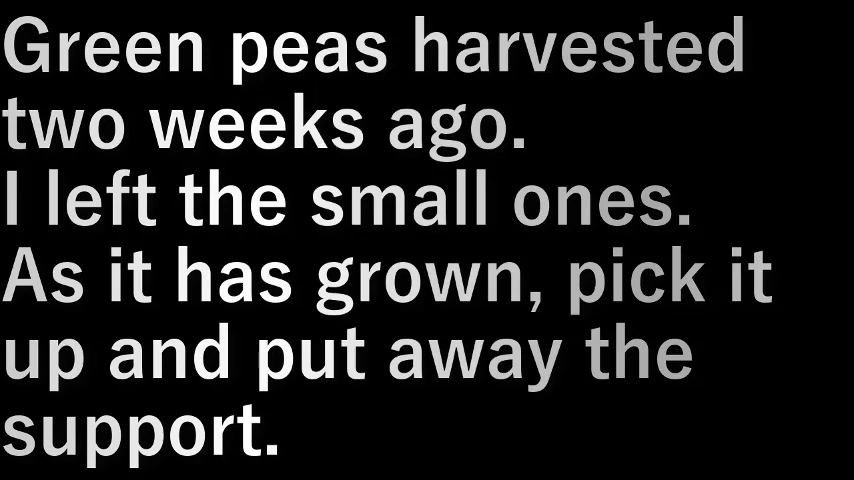 Green peas harvested
two weeks ago.
I left the small ones.
As it has grown, pick it
up and put away the
support.